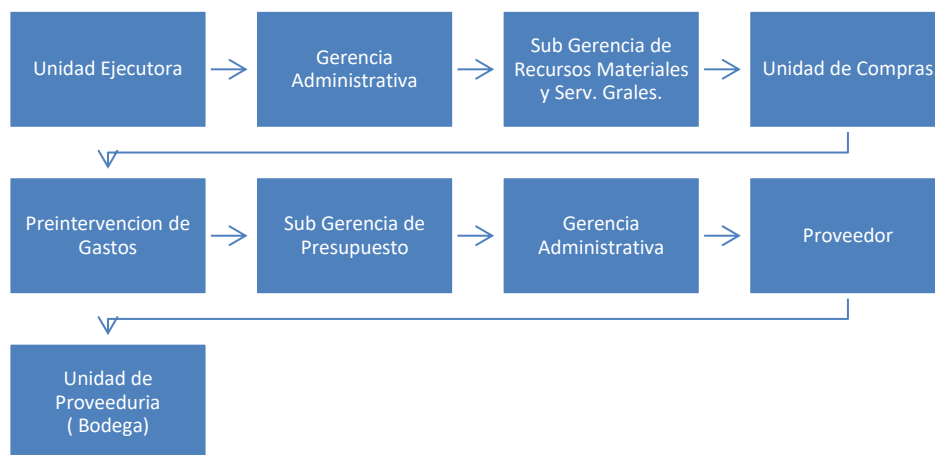 Unidad Ejecutora
Gerencia
Administrativa
Sub Gerencia de
Recursos Materiales
y Serv. Grales.
Unidad de Compras
Preintervencion de
Gastos
Sub Gerencia de
Presupuesto
Gerencia
Administrativa
Proveedor
Unidad de
Proveeduria
( Bodega)